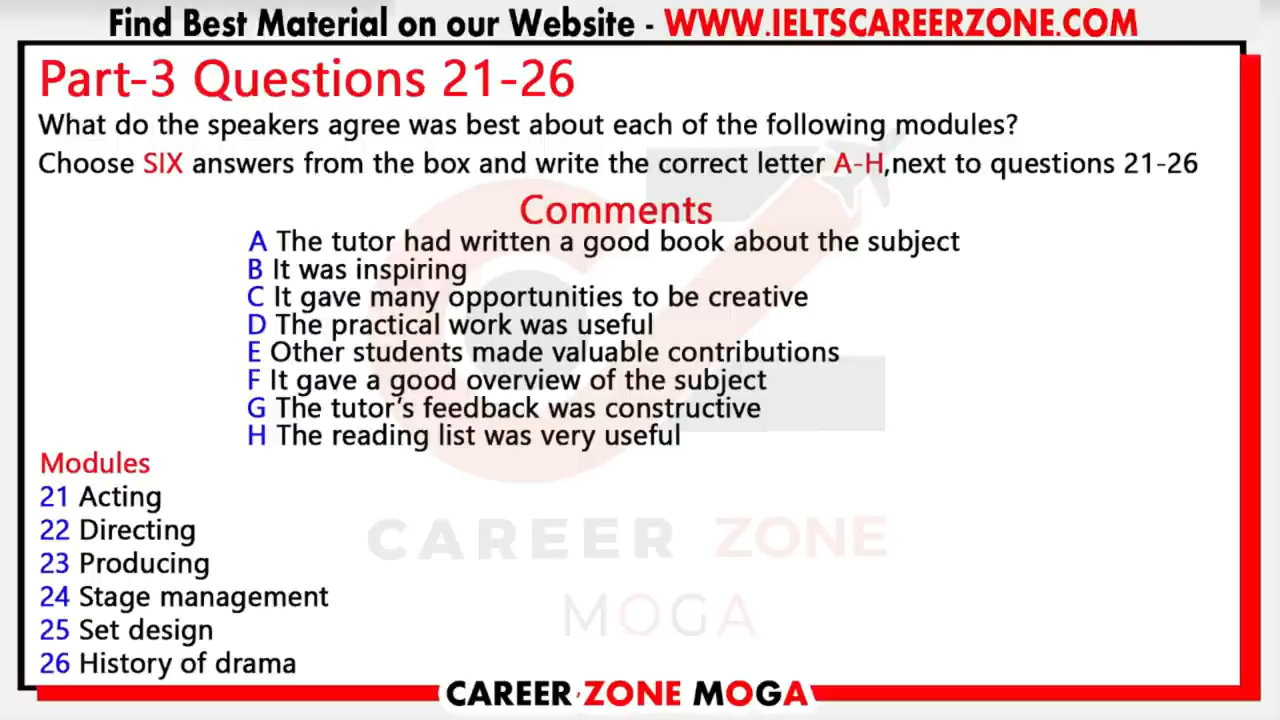 Find Best Material on our Website - WWW.IELTSCAREERZONE.COM
Part-3 Questions 21-26
What do the speakers agree was best about each of the following modules?
Choose SIX answers from the box and write the correct letter A-H,next to questions 21-26
Comments
A The tutor had written a good book about the subject
B It was inspiring
C It gave many opportunities to be creative
D The practical work was useful
E Other students made valuable contributions
F It gave a good overview of the subject
G The tutor's feedback was constructive
H The reading list was very useful
Modules
21 Acting
22 Directing
23 Producing
24 Stage management
25 Set design
26 History of drama
CAREER ZONE
MOGA
CAREER ZONE MOGA